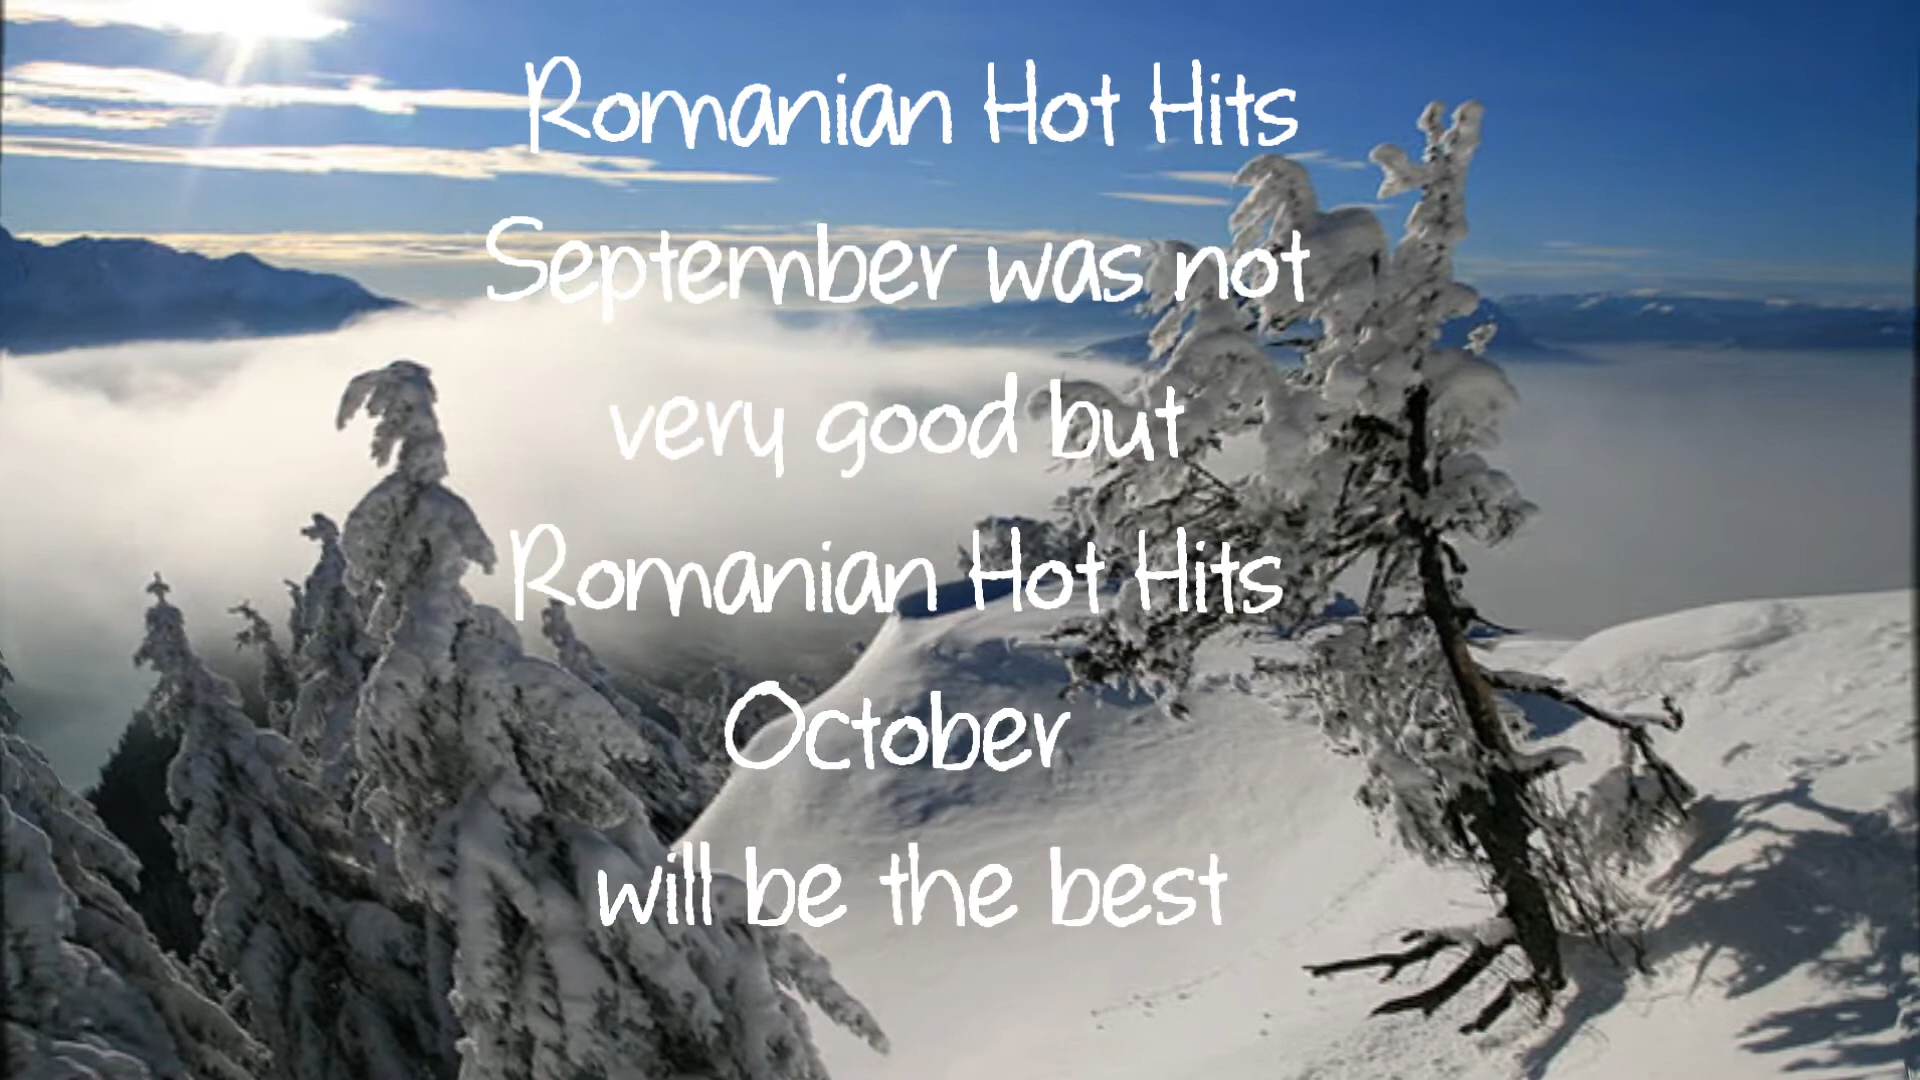 Romanian Hot Hits
September was not
very good but
Romanian Hot Hits
October
will be the best